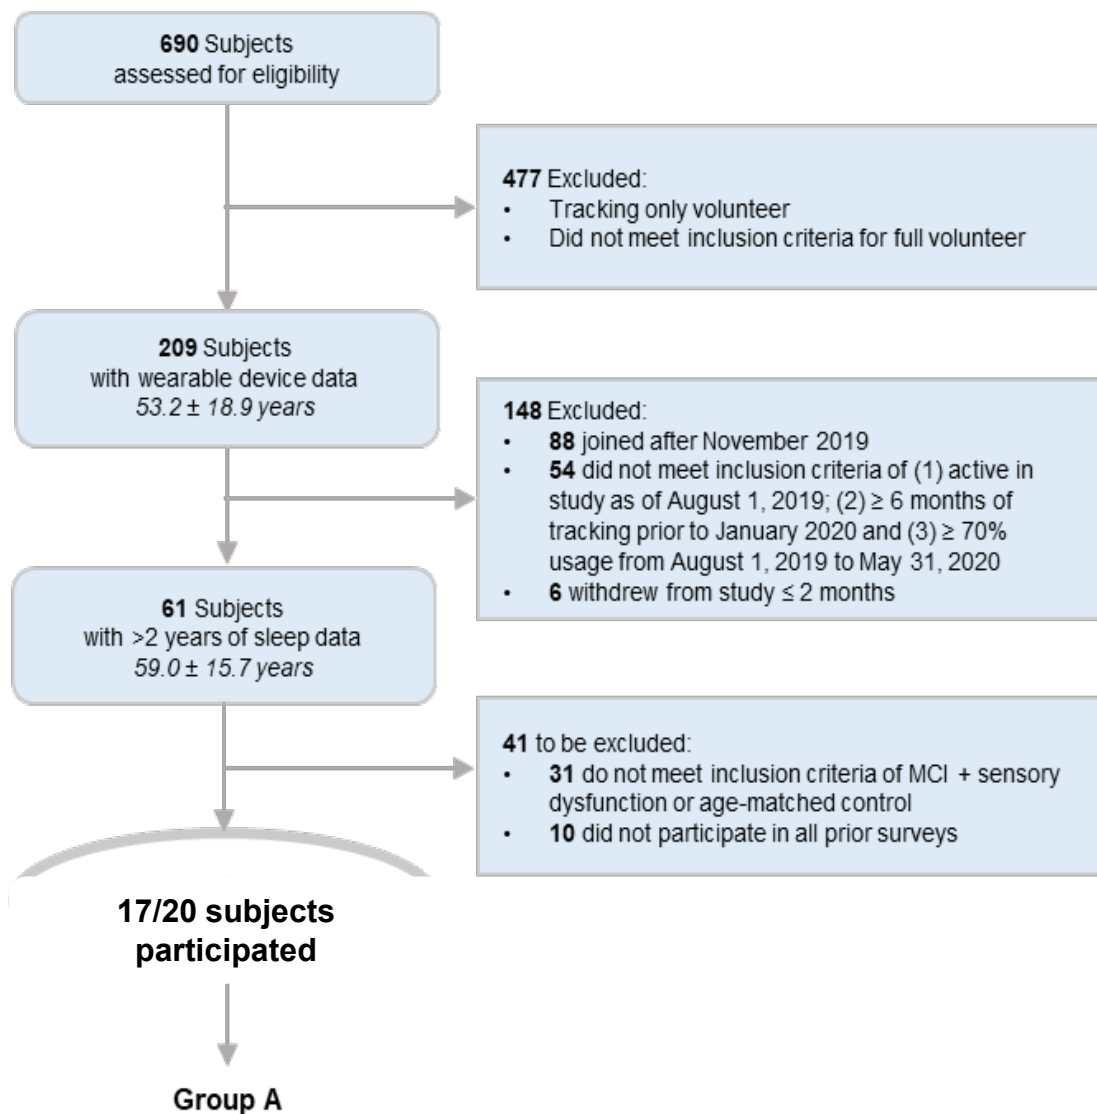 690 Subjects
assessed for eligibility
477 Excluded:
• Tracking only volunteer
• Did not meet inclusion criteria for full volunteer
209 Subjects
with wearable device data
53.2 ± 18.9 years
148 Excluded:
• 88 joined after November 2019
• 54 did not meet inclusion criteria of (1) active in
study as of August 1, 2019; (2) ≥ 6 months of
tracking prior to January 2020 and (3) ≥ 70%
usage from August 1, 2019 to May 31, 2020
• 6 withdrew from study ≤ 2 months
61 Subjects
with >2 years of sleep data
59.0 ± 15.7 years
41 to be excluded:
• 31 do not meet inclusion criteria of MCI + sensory
dysfunction or age-matched control
• 10 did not participate in all prior surveys
17/20 subjects
participated
Group A